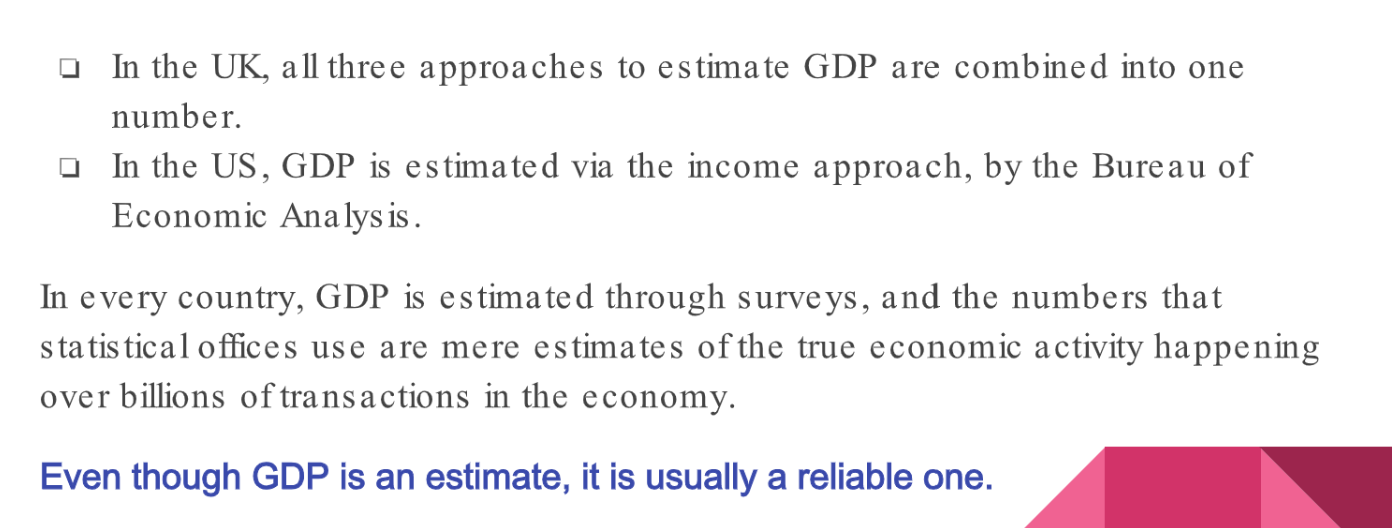 ❏ In the UK, all three approaches to estimate GDP are combined into one
number.
❏ In the US, GDP is estimated via the income approach, by the Bureau of
Economic Analysis.
In every country, GDP is estimated through surveys, and the numbers that
statistical offices use are mere estimates of the true economic activity happening
over billions of transactions in the economy.
Even though GDP is an estimate, it is usually a reliable one.